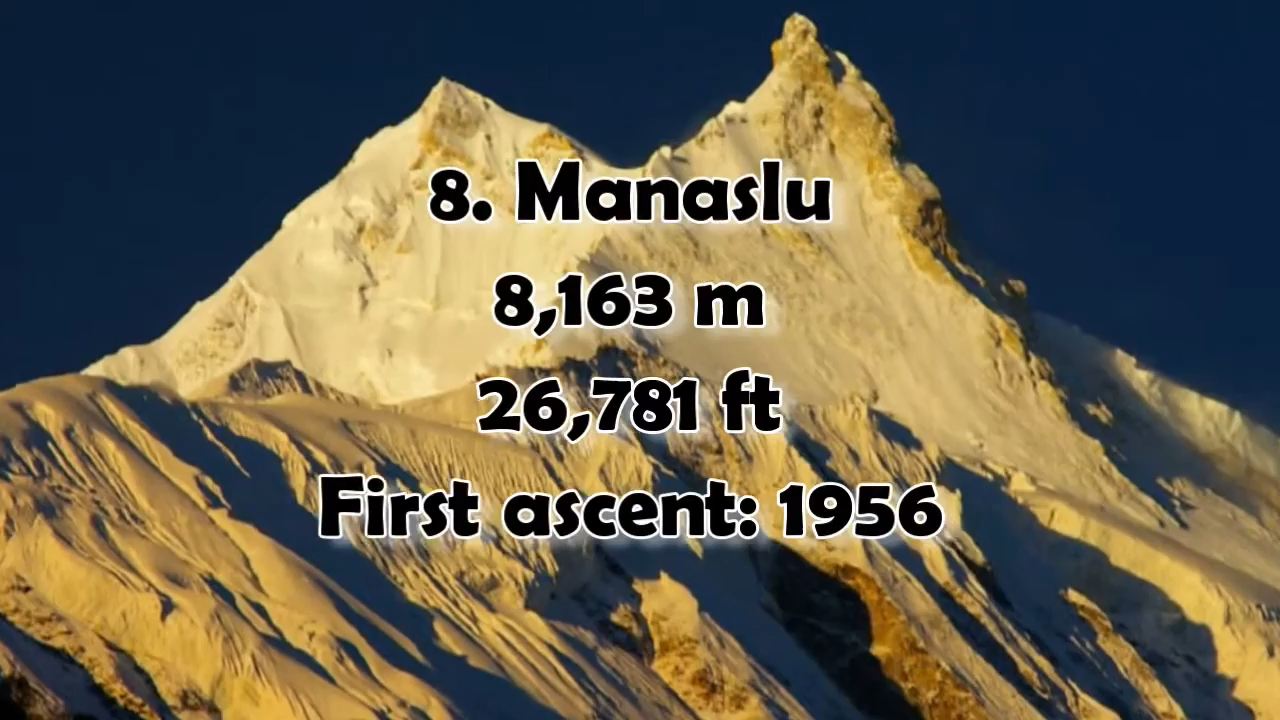 8. Manaslu
8,163 m
26,781 ft
First ascent: 1956